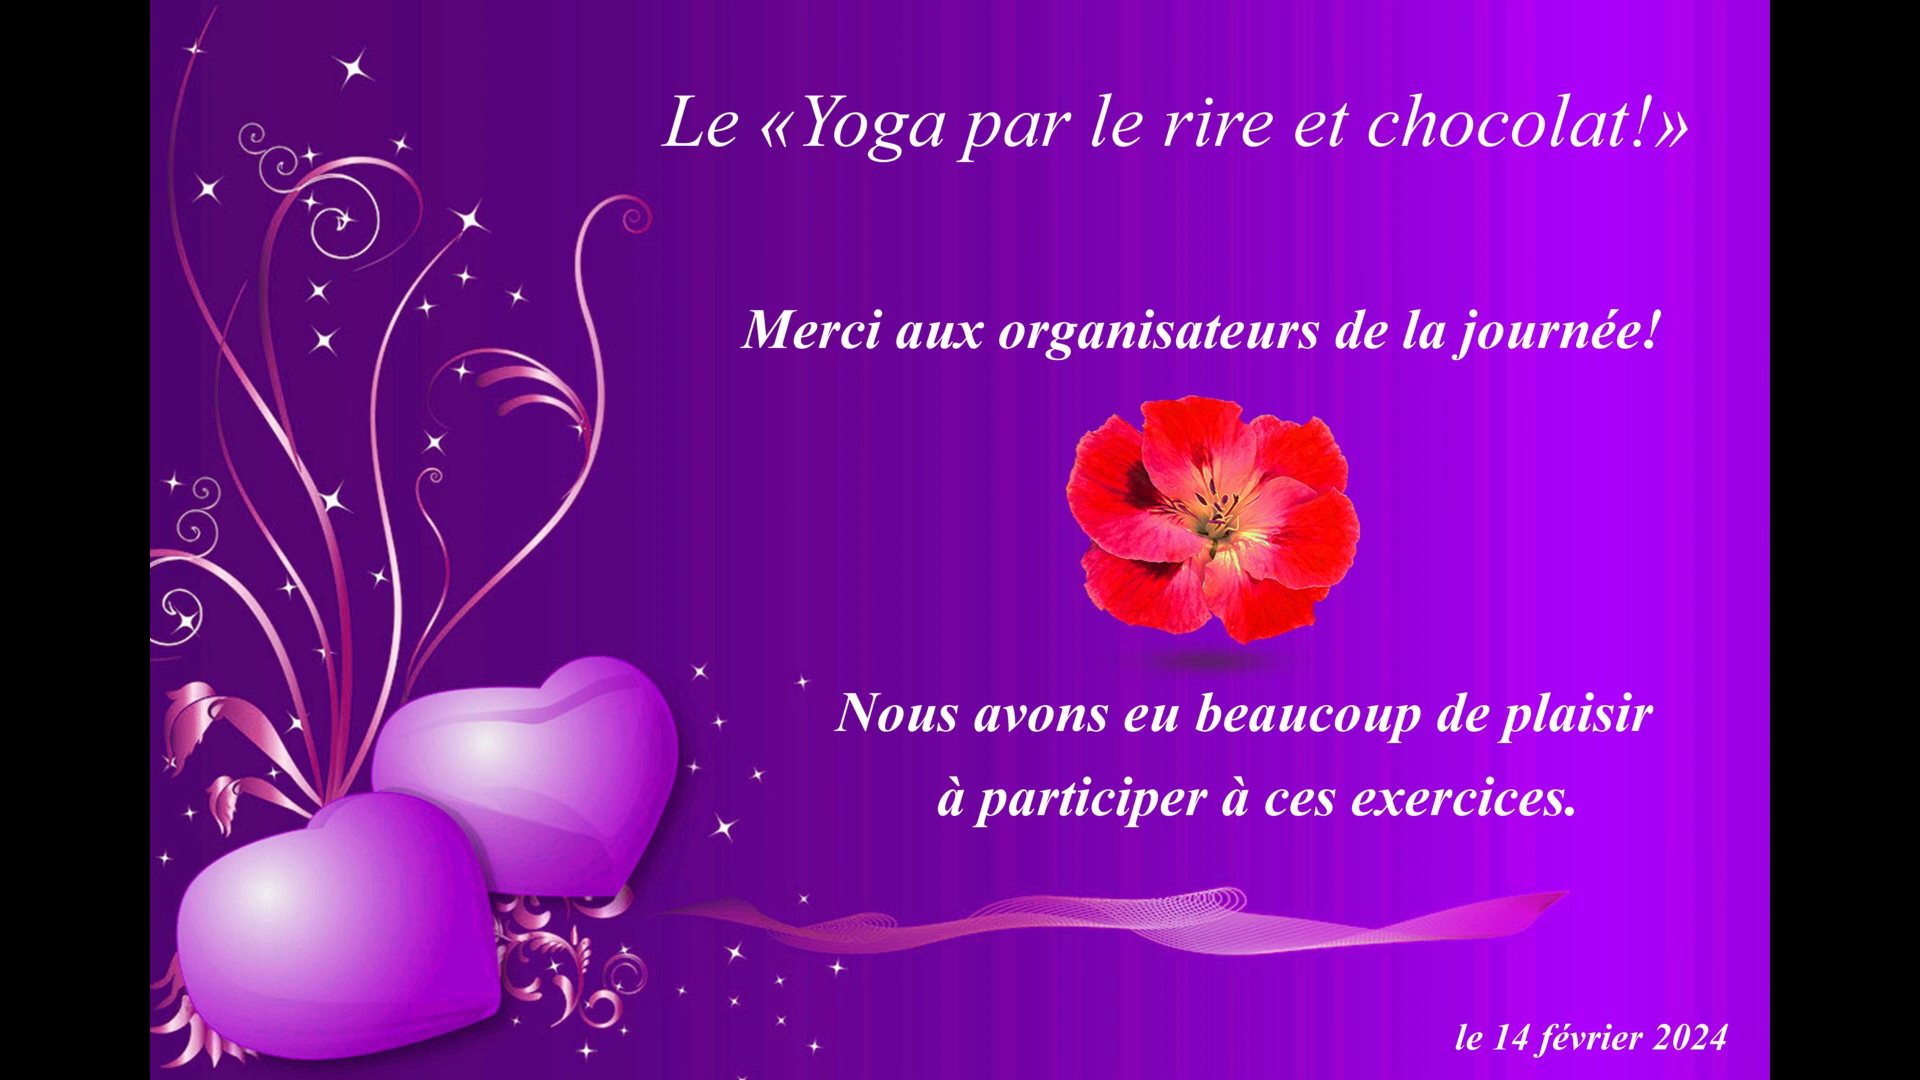 Le «Yoga par le rire et chocolat!»
Merci aux organisateurs de la journée!
Nous avons eu beaucoup de plaisir
à participer à ces exercices.
le 14 février 2024